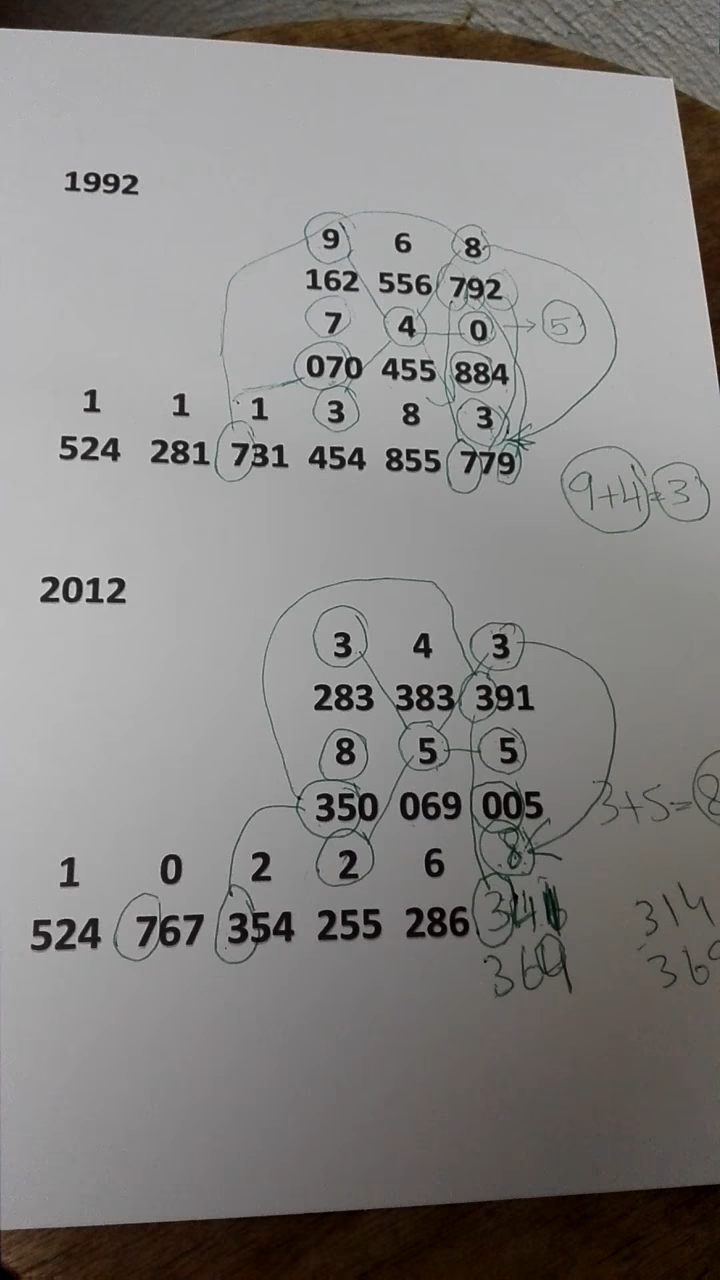 1992
9 6 8
162 556 792
7 4 0 → 5
070 455 884
1 1 1 3 8 3
524 281 731 454 855 779
9+4=3
2012
3 4 3
283 383 391
8 5 5
350 069 005
3+5=8
1 0 2 2 6 8
524 767 354 255 286
314
369